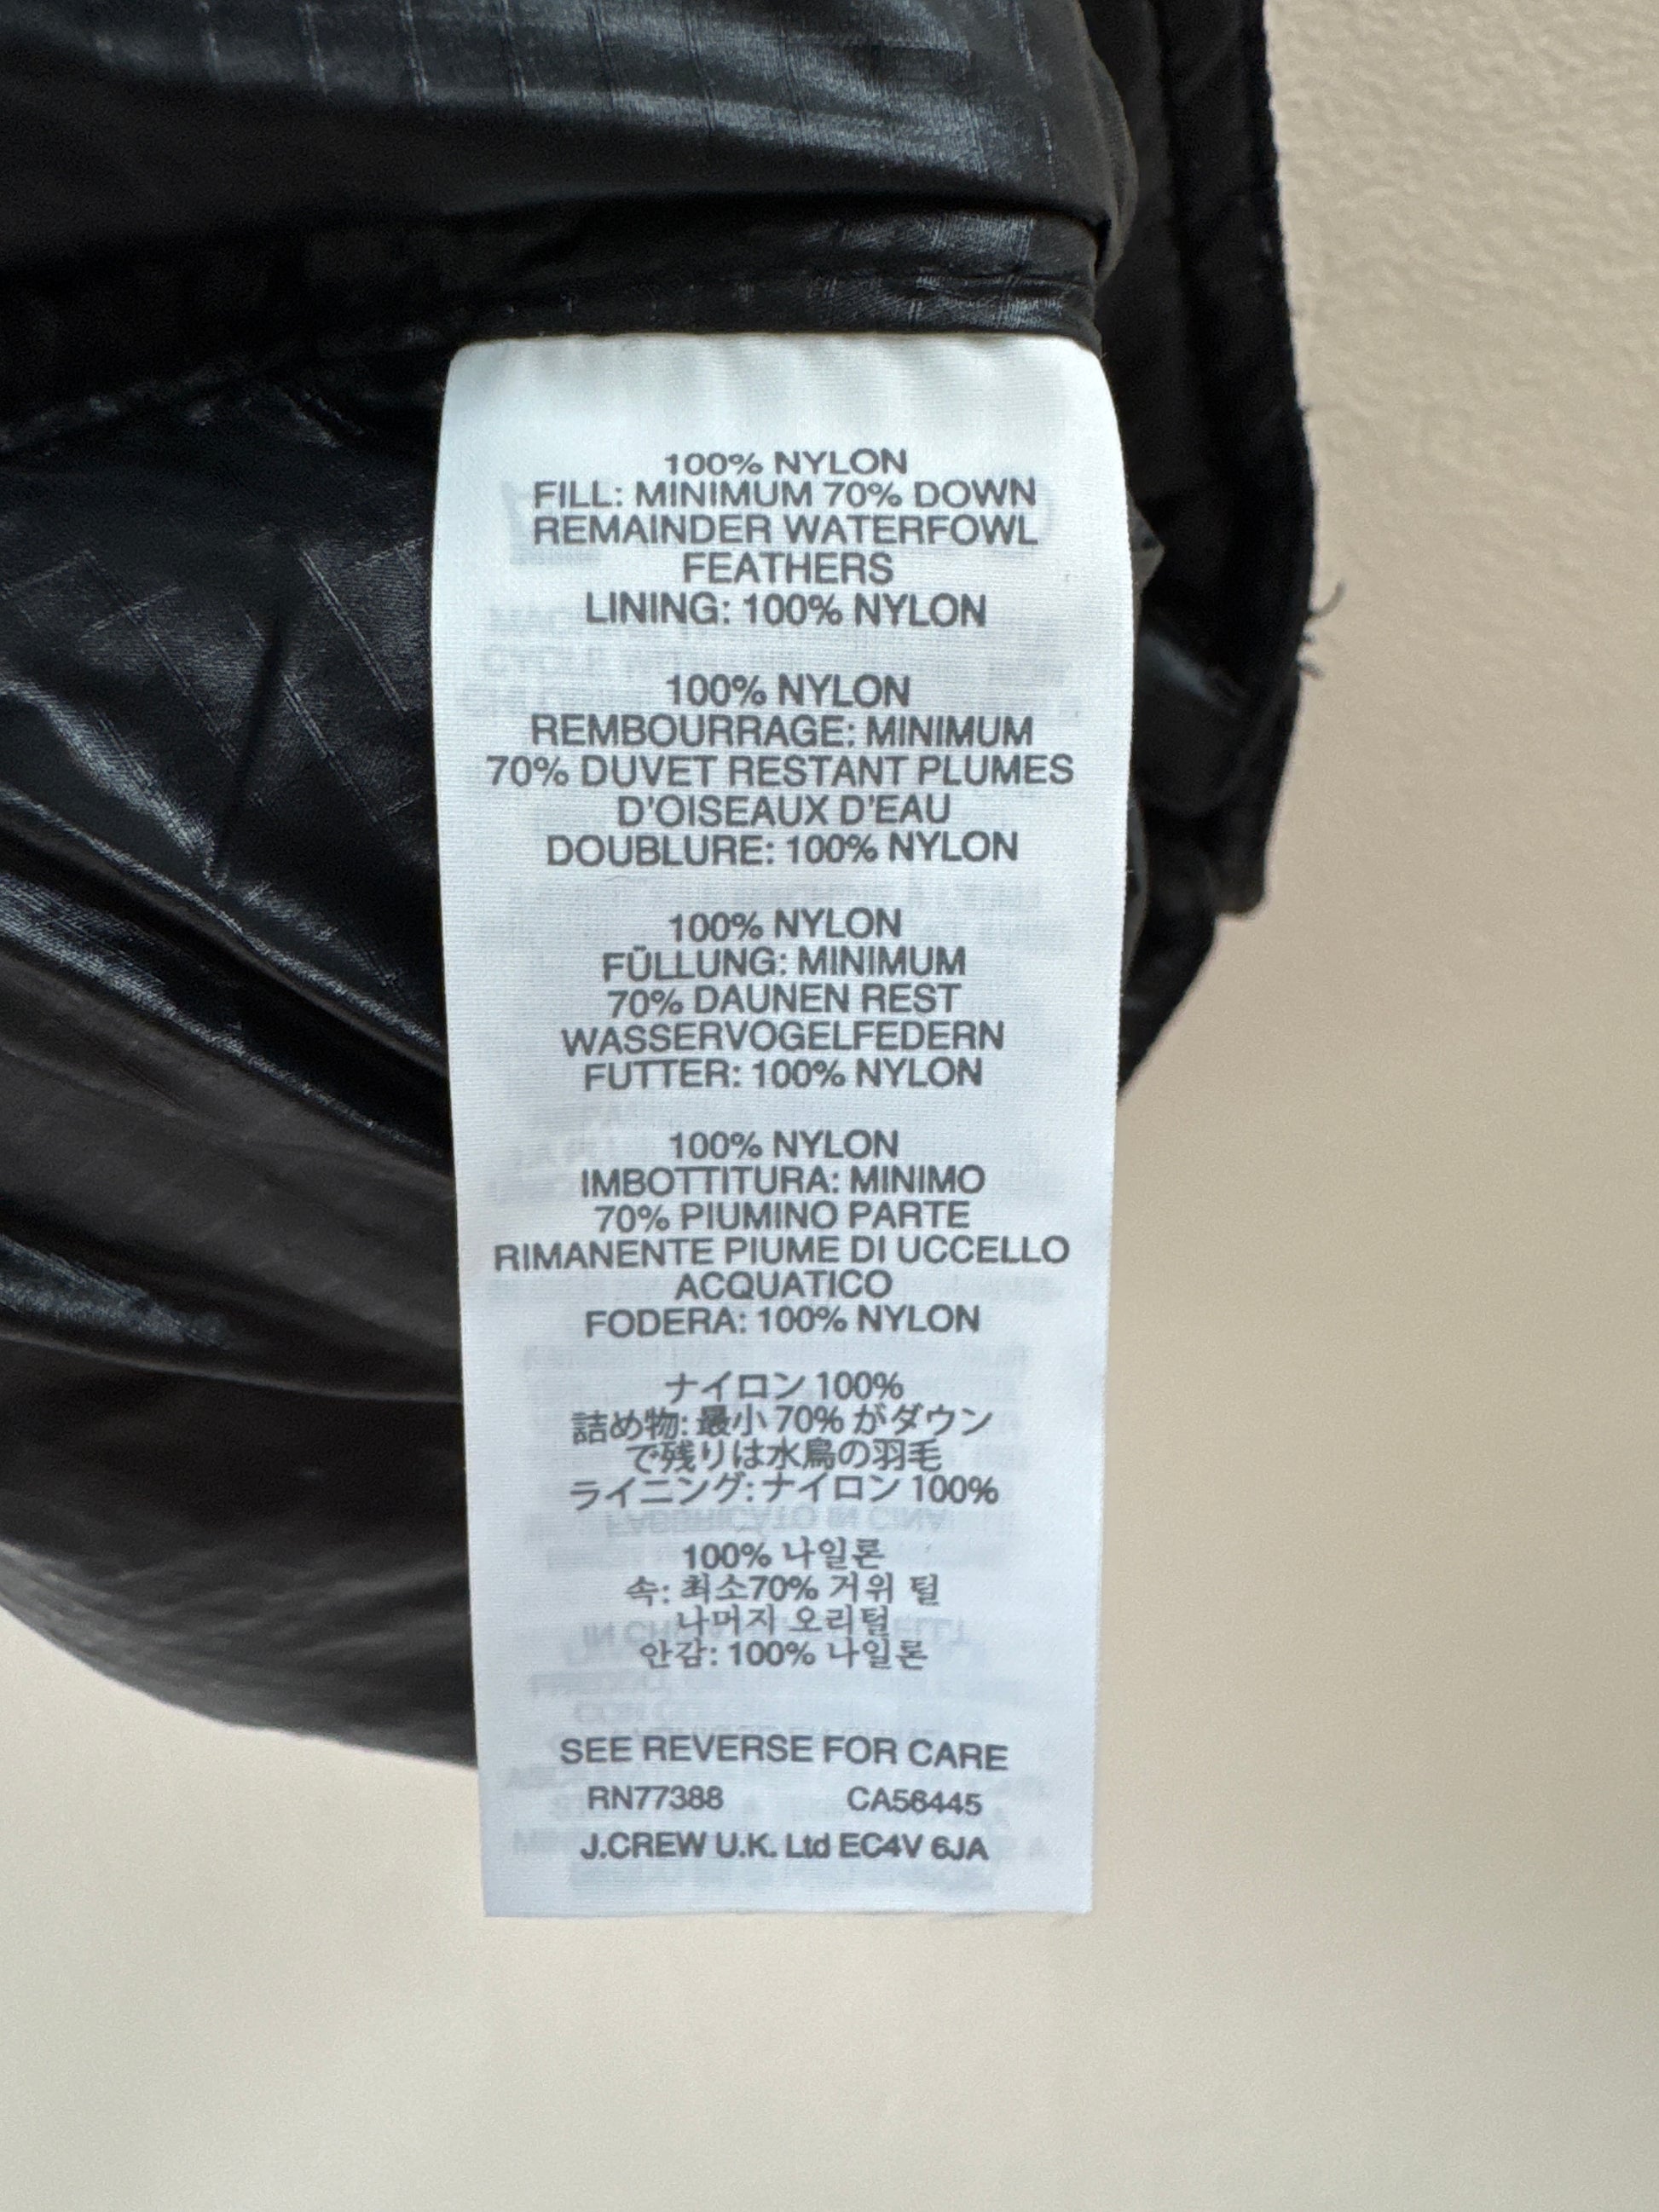 100% NYLON
FILL: MINIMUM 70% DOWN
REMAINDER WATERFOWL
FEATHERS
LINING: 100% NYLON
100% NYLON
REMBOURRAGE: MINIMUM
70% DUVET RESTANT PLUMES
D'OISEAUX D'EAU
DOUBLURE: 100% NYLON
100% NYLON
FÜLLUNG: MINIMUM
70% DAUNEN REST
WASSERVOGELFEDERN
FUTTER: 100% NYLON
100% NYLON
IMBOTTITURA: MINIMO
70% PIUMINO PARTE
RIMANENTE PIUME DI UCCELLO
ACQUATICO
FODERA: 100% NYLON
ナイロン 100%
詰め物: 最小 70% がダウン
で残りは水鳥の羽毛
ライニング: ナイロン 100%
100% 나일론
속: 최소70% 거위 털
나머지 오리털
안감: 100% 나일론
SEE REVERSE FOR CARE
RN77388 CA56445
J.CREW U.K. Ltd EC4V 6JA